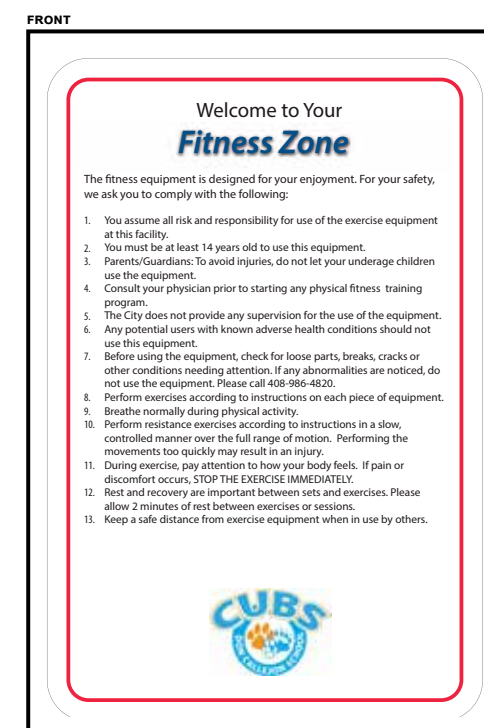 FRONT
Welcome to Your
Fitness Zone
The fitness equipment is designed for your enjoyment. For your safety,
we ask you to comply with the following:
1. You assume all risk and responsibility for use of the exercise equipment
at this facility.
2. You must be at least 14 years old to use this equipment.
3. Parents/Guardians: To avoid injuries, do not let your underage children
use the equipment.
4. Consult your physician prior to starting any physical fitness training
program.
5. The City does not provide any supervision for the use of the equipment.
6. Any potential users with known adverse health conditions should not
use this equipment.
7. Before using the equipment, check for loose parts, breaks, cracks or
other conditions needing attention. If any abnormalities are noticed, do
not use the equipment. Please call 408-986-4820.
8. Perform exercises according to instructions on each piece of equipment.
9. Breathe normally during physical activity.
10. Perform resistance exercises according to instructions in a slow,
controlled manner over the full range of motion. Performing the
movements too quickly may result in an injury.
11. During exercise, pay attention to how your body feels. If pain or
discomfort occurs, STOP THE EXERCISE IMMEDIATELY.
12. Rest and recovery are important between sets and exercises. Please
allow 2 minutes of rest between exercises or sessions.
13. Keep a safe distance from exercise equipment when in use by others.
CUBS
DON CALLEJON SCHOOL